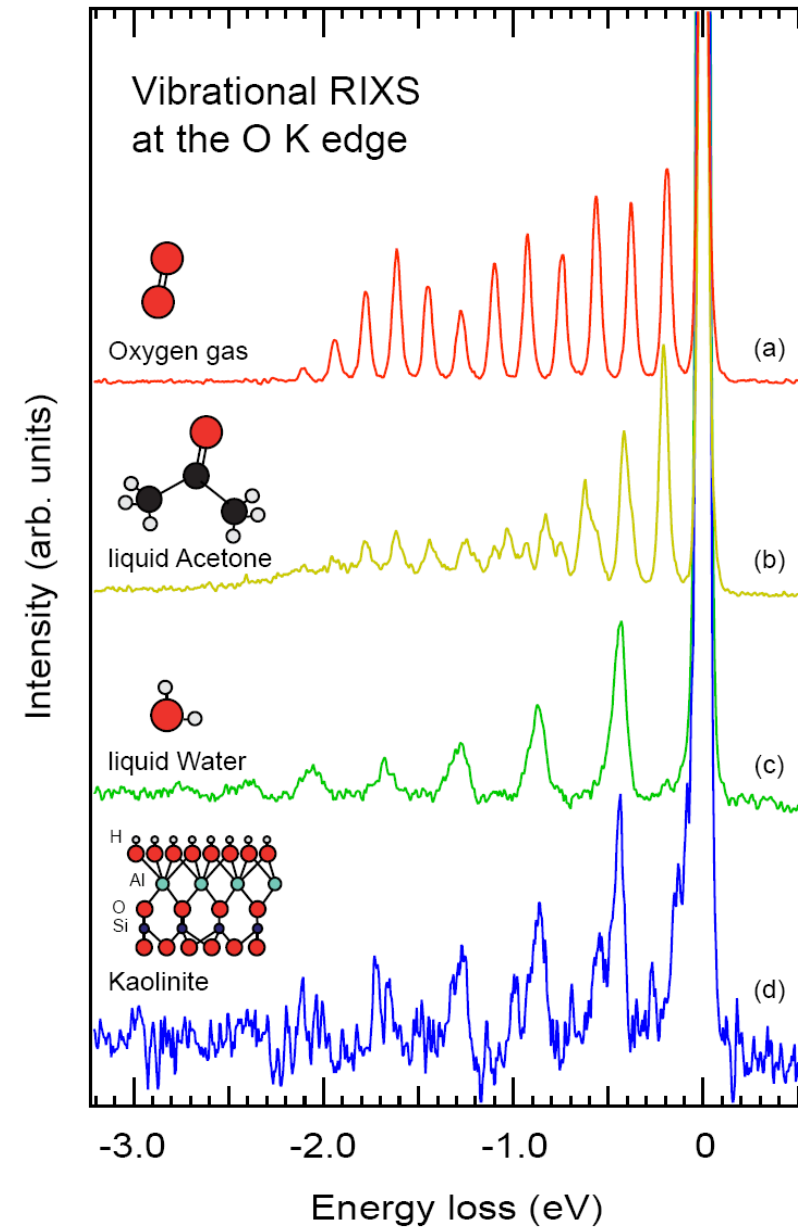 Vibrational RIXS
at the O K edge
Oxygen gas
(a)
liquid Acetone
(b)
liquid Water
(c)
H
Al
O
Si
Kaolinite
(d)
Intensity (arb. units)
-3.0 -2.0 -1.0 0
Energy loss (eV)